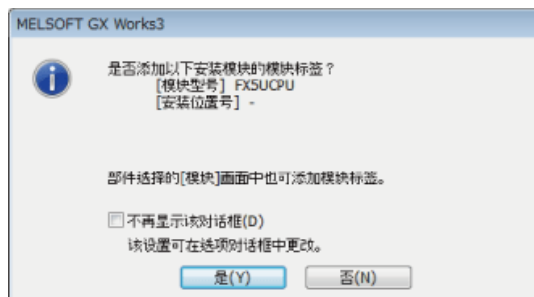 MELSOFT GX Works3
是否添加以下安装模块的模块标签？
[模块型号] FX5UCPU
[安装位置号] -
部件选择的[模块]画面中也可添加模块标签。
不再显示该对话框(D)
该设置可在选项对话框中更改。
是(Y)
否(N)